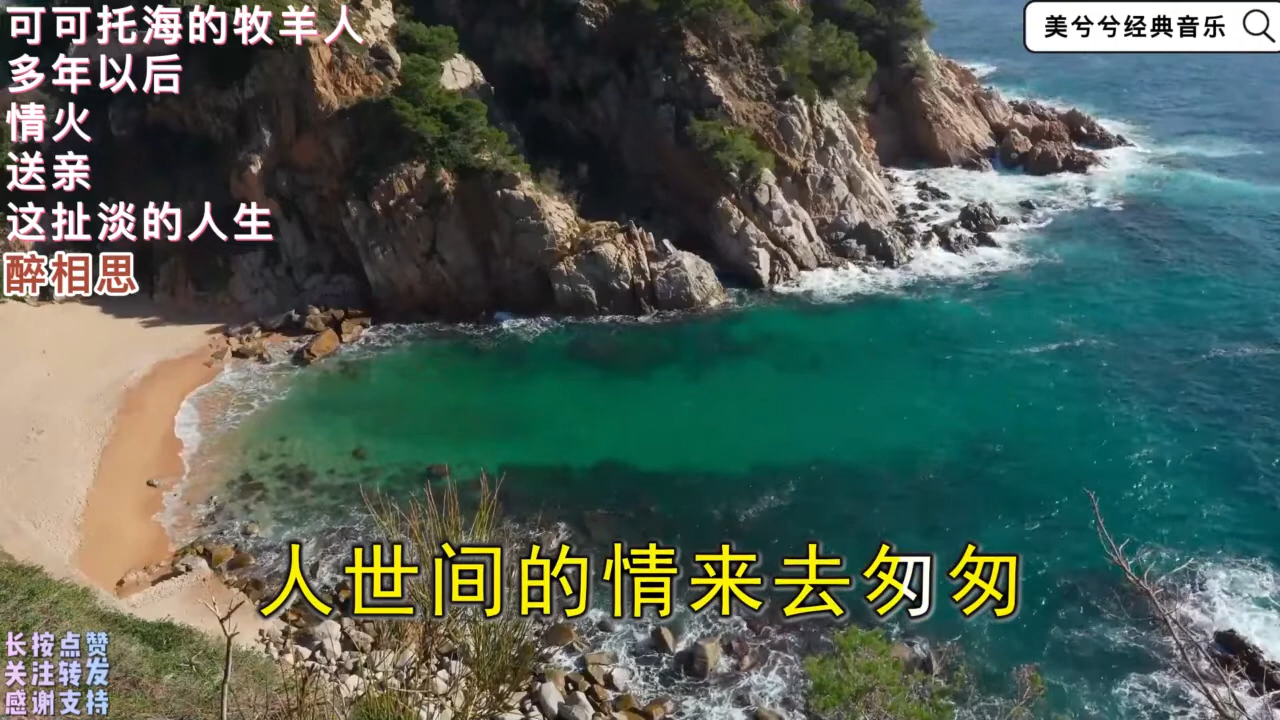 可可托海的牧羊人
多年以后
情火
送亲
这扯淡的人生
醉相思
美兮兮经典音乐
人世间的情来去匆匆
长按点赞
关注转发
感谢支持